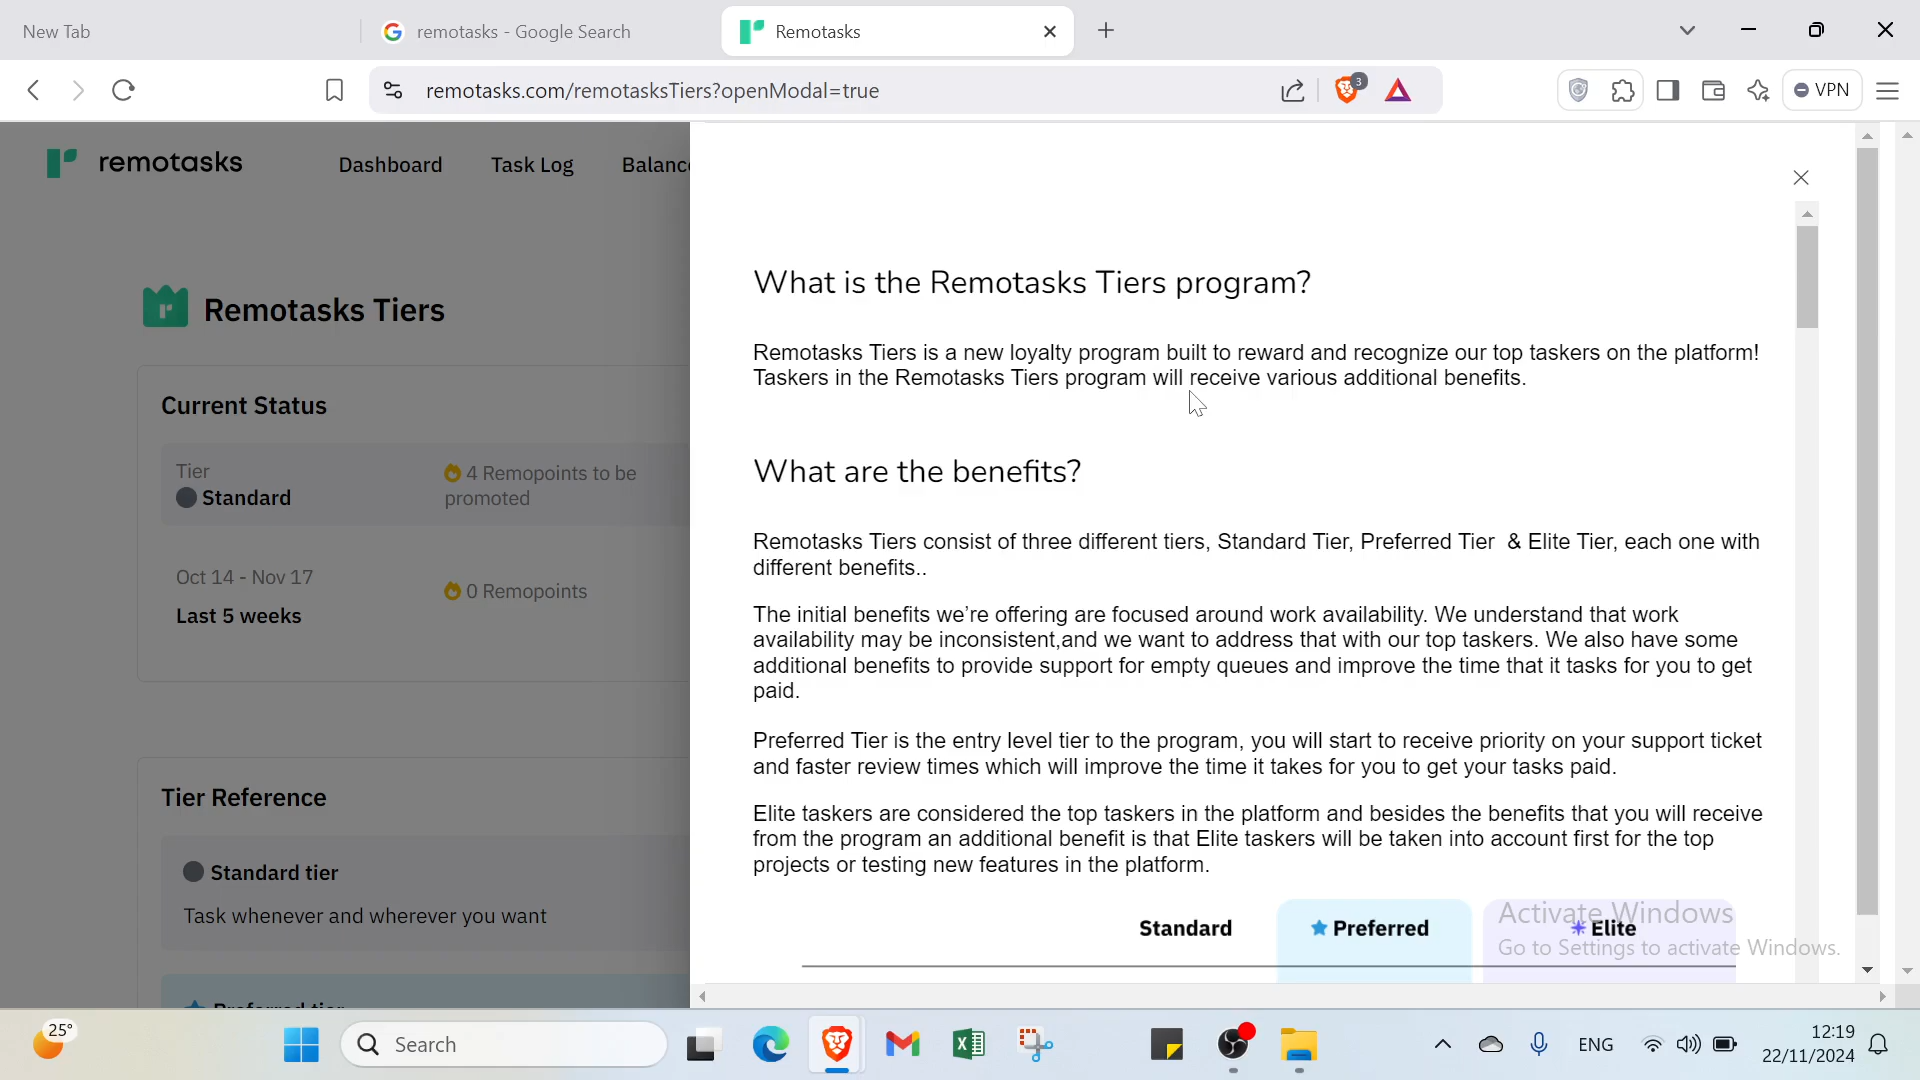 New Tab
remotasks - Google Search
Remotasks
remotasks.com/remotasksTiers?openModal=true
3
VPN
remotasks
Dashboard
Task Log
Balanc
Remotasks Tiers
Current Status
Tier
Standard
4 Remopoints to be
promoted
Oct 14 - Nov 17
Last 5 weeks
0 Remopoints
Tier Reference
Standard tier
Task whenever and wherever you want
Preferred tier
What is the Remotasks Tiers program?
Remotasks Tiers is a new loyalty program built to reward and recognize our top taskers on the platform!
Taskers in the Remotasks Tiers program will receive various additional benefits.
What are the benefits?
Remotasks Tiers consist of three different tiers, Standard Tier, Preferred Tier & Elite Tier, each one with
different benefits..
The initial benefits we're offering are focused around work availability. We understand that work
availability may be inconsistent,and we want to address that with our top taskers. We also have some
additional benefits to provide support for empty queues and improve the time that it tasks for you to get
paid.
Preferred Tier is the entry level tier to the program, you will start to receive priority on your support ticket
and faster review times which will improve the time it takes for you to get your tasks paid.
Elite taskers are considered the top taskers in the platform and besides the benefits that you will receive
from the program an additional benefit is that Elite taskers will be taken into account first for the top
projects or testing new features in the platform.
Standard
Preferred
Elite
Activate Windows
Go to Settings to activate Windows.
25°
Search
ENG
12:19
22/11/2024